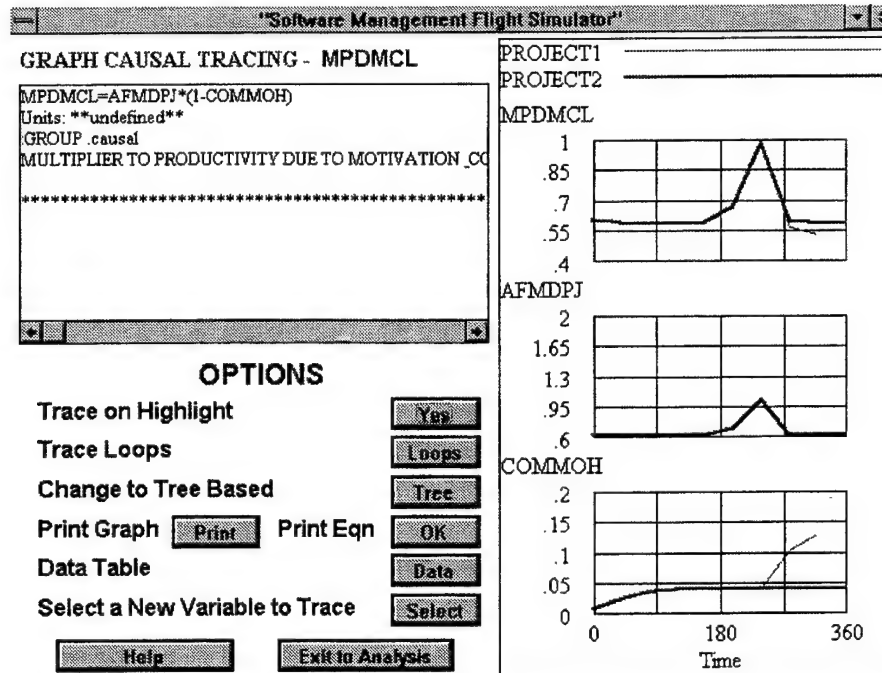 "Software Management Flight Simulator"
GRAPH CAUSAL TRACING - MPDMCL
MPDMCL=AFMDPJ*(1-COMMOH)
Units: **undefined**
:GROUP .causal
MULTIPLIER TO PRODUCTIVITY DUE TO MOTIVATION _CO
**************************************************
OPTIONS
Trace on Highlight Yes
Trace Loops Loops
Change to Tree Based Tree
Print Graph Print Print Eqn OK
Data Table Data
Select a New Variable to Trace Select
Help Exit to Analysis
PROJECT1
PROJECT2
MPDMCL
1
.85
.7
.55
.4
AFMDPJ
2
1.65
1.3
.95
.6
COMMOH
.2
.15
.1
.05
0
0 180 360
Time